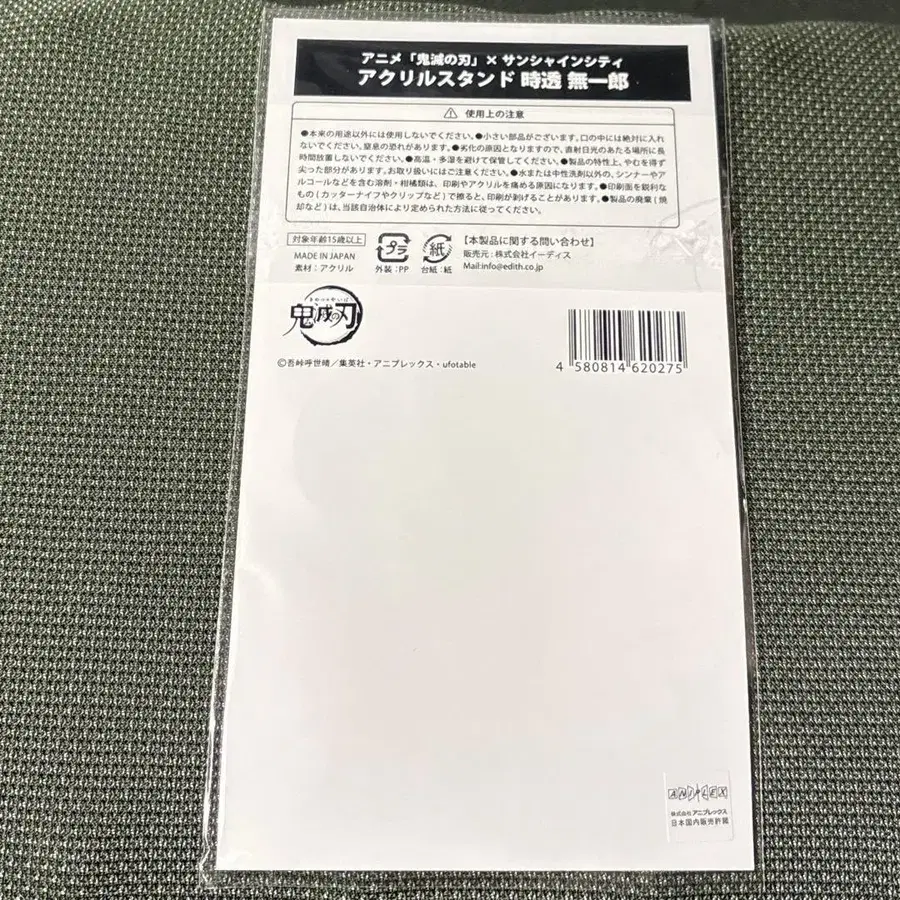 アニメ「鬼滅の刃」× サンシャインシティ
アクリルスタンド 時透 無一郎
使用上の注意
●本来の用途以外には使用しないでください。●小さい部品がございます。口の中には絶対に入れ
ないでください。窒息の恐れがあります。●劣化の原因となりますので、直射日光のあたる場所に長
時間放置しないでください。●高温・多湿を避けて保管してください。●製品の特性上、やむを得ず
尖った部分があります。お取り扱いにはご注意ください。●水または中性洗剤以外の、シンナーやア
ルコールなどを含む溶剤・柑橘類は、印刷やアクリルを痛める原因になります。●印刷面を鋭利な
もの(カッターナイフやクリップなど)で擦ると、印刷が剥げることがあります。●製品の廃棄(焼
却など)は、当該自治体により定められた方法に従ってください。
対象年齢15歳以上
MADE IN JAPAN
素材：アクリル
プラ
外装：PP
紙
台紙：紙
【本製品に関する問い合わせ】
販売元：株式会社イーディス
Mail:info@edith.co.jp
きめつのやいば
鬼滅の刃
©吾峠呼世晴／集英社・アニプレックス・ufotable
4 580814 620275
ANIPLEX
株式会社 アニプレックス
日本国内販売許諾